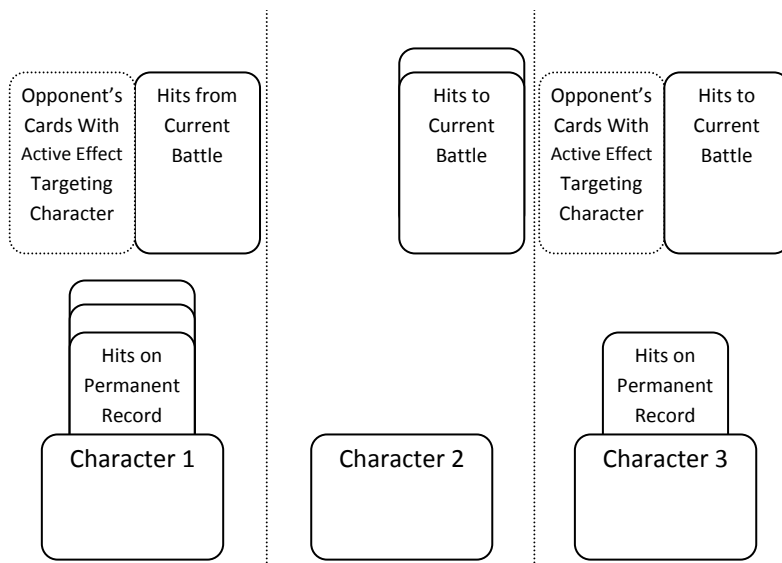 Opponent’s
Cards With
Active Effect
Targeting
Character
Hits from
Current
Battle
Hits to
Current
Battle
Opponent’s
Cards With
Active Effect
Targeting
Character
Hits to
Current
Battle
Hits on
Permanent
Record
Hits on
Permanent
Record
Character 1
Character 2
Character 3